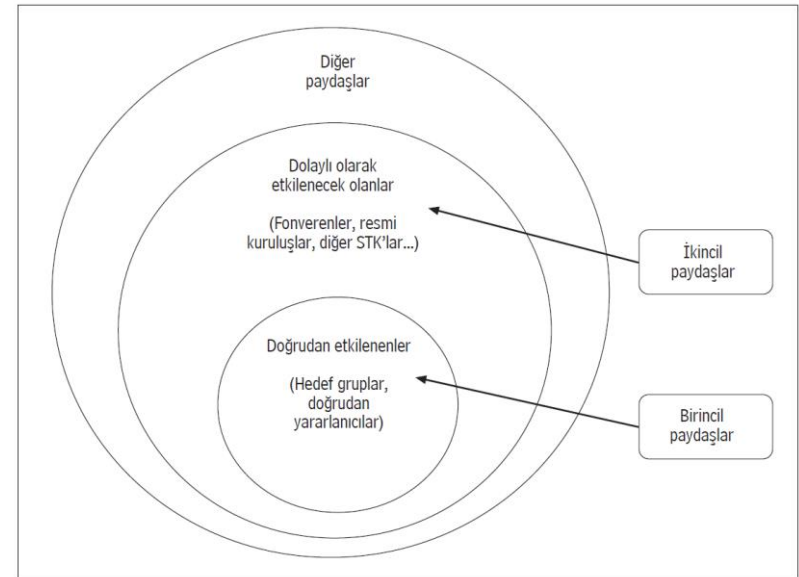 Diğer
paydaşlar
Dolaylı olarak
etkilenecek olanlar
(Fonverenler, resmi
kuruluşlar, diğer STK'lar...)
İkincil
paydaşlar
Doğrudan etkilenenler
(Hedef gruplar,
doğrudan
yararlanıcılar)
Birincil
paydaşlar